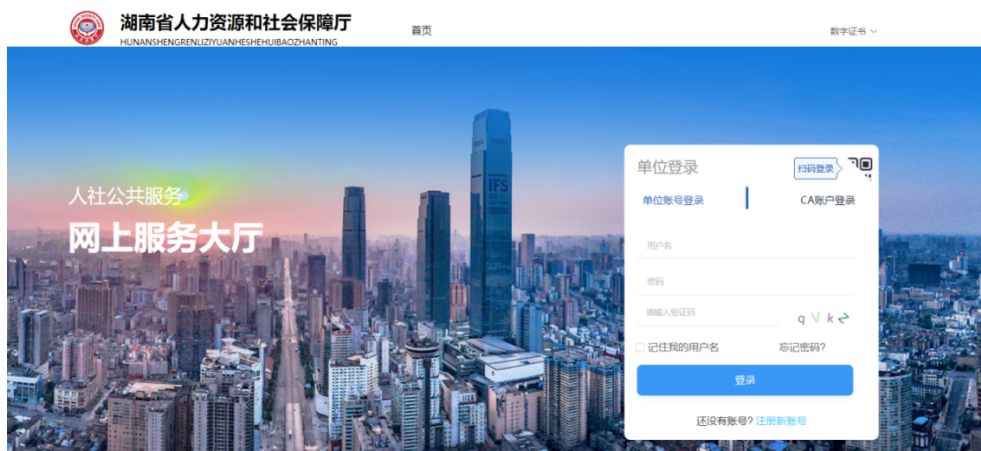 湖南省人力资源和社会保障厅
HUNANSHENGRENLIZIYUANHESHEHUIBAOZHANTING
首页
数字证书
人社公共服务
网上服务大厅
IFS
单位登录
扫码登录
单位账号登录
CA账户登录
用户名
密码
请输入验证码
q V k
记住我的用户名
忘记密码?
登录
还没有账号? 注册新账号